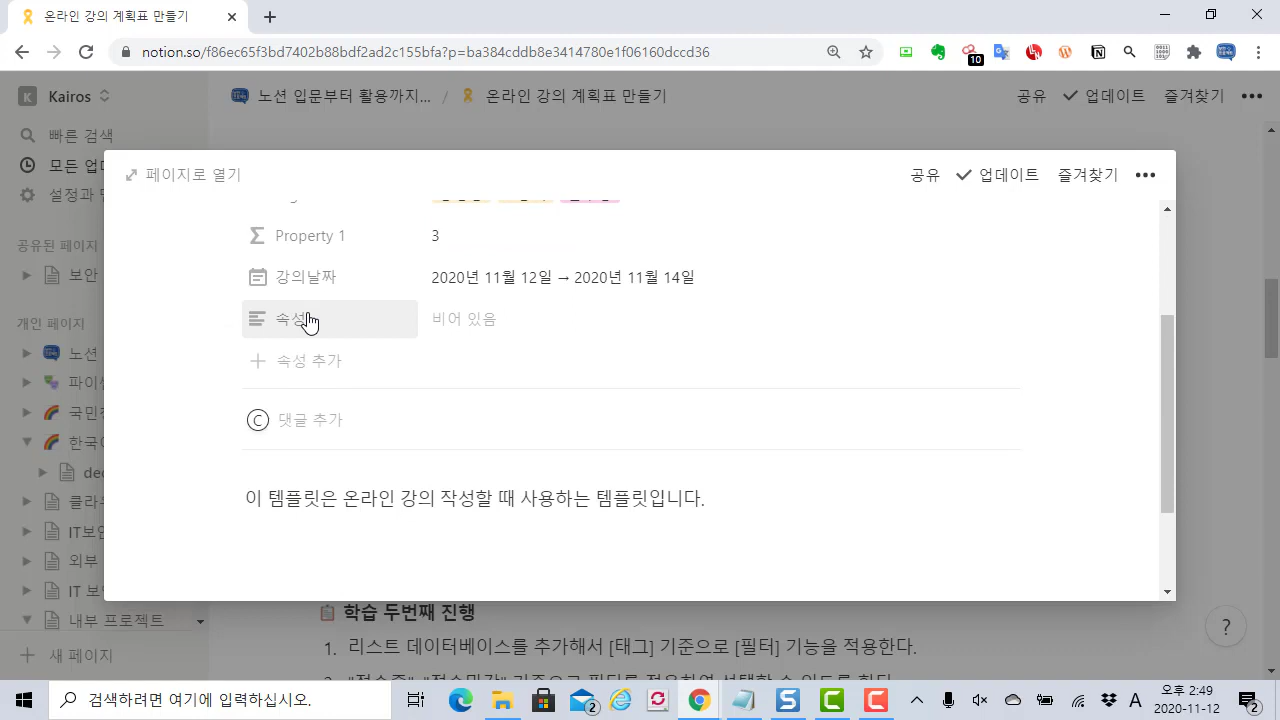 온라인 강의 계획표 만들기
notion.so/f86ec65f3bd7402b88bdf2ad2c155bfa?p=ba384cddb8e3414780e1f06160dccd36
10
K Kairos
노션 입문부터 활용까지... / 온라인 강의 계획표 만들기
공유 업데이트 즐겨찾기
빠른 검색
모든 업데
설정과
공유된 페이지
보안
개인 페이지
노션
파이썬
국민
한국
dec
클라우
IT보안
외부
IT 보
내부 프로젝트
새 페이지
페이지로 열기
공유 업데이트 즐겨찾기
Property 1 3
강의날짜 2020년 11월 12일 → 2020년 11월 14일
속성 비어 있음
속성 추가
C 댓글 추가
이 템플릿은 온라인 강의 작성할 때 사용하는 템플릿입니다.
학습 두번째 진행
1. 리스트 데이터베이스를 추가해서 [태그] 기준으로 [필터] 기능을 적용한다.
?
검색하려면 여기에 입력하십시오.
2
A
오후 2:49
2020-11-12
2